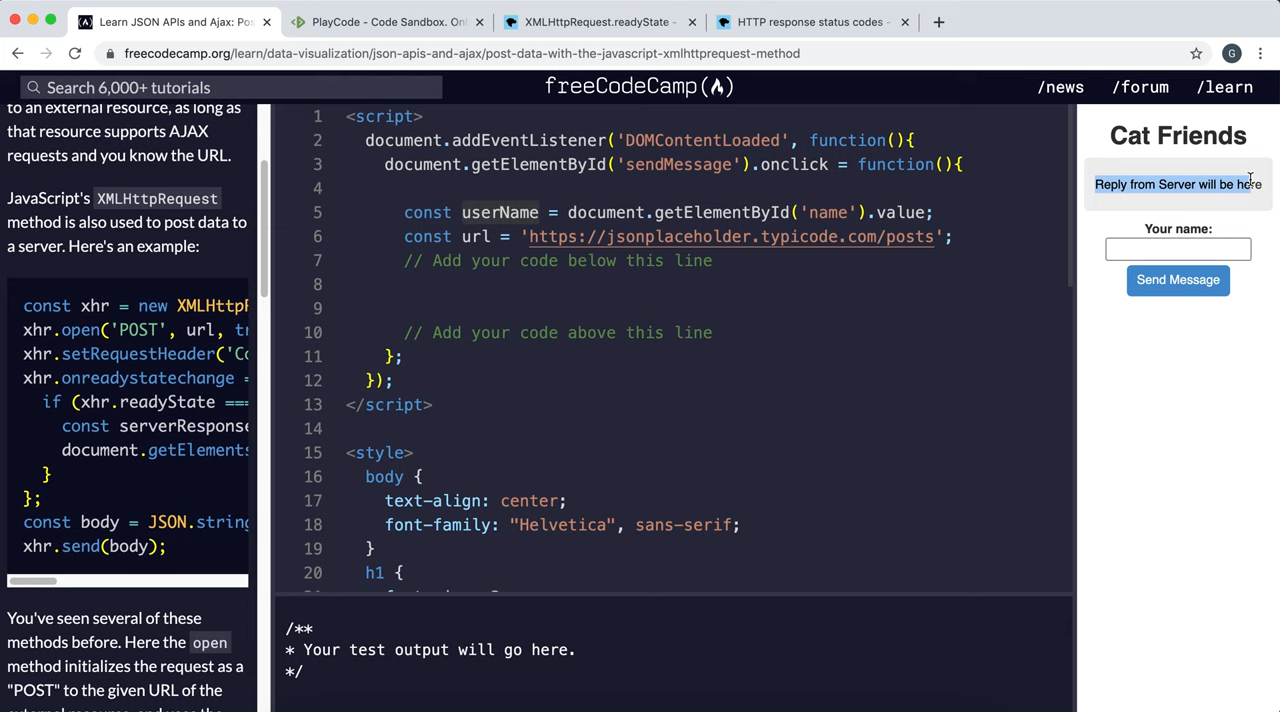 Learn JSON APIs and Ajax: Pos
PlayCode - Code Sandbox. Onl
XMLHttpRequest.readyState -
HTTP response status codes -
freecodecamp.org/learn/data-visualization/json-apis-and-ajax/post-data-with-the-javascript-xmlhttprequest-method
G
Search 6,000+ tutorials
freeCodeCamp
/news
/forum
/learn
to an external resource, as long as
that resource supports AJAX
requests and you know the URL.
JavaScript's XMLHttpRequest
method is also used to post data to
a server. Here's an example:
const xhr = new XMLHttpR
xhr.open('POST', url, tr
xhr.setRequestHeader('Co
xhr.onreadystatechange =
if (xhr.readyState ===
const serverResponse
document.getElements
}
};
const body = JSON.string
xhr.send(body);
You've seen several of these
methods before. Here the open
method initializes the request as a
"POST" to the given URL of the
1 <script>
2 document.addEventListener('DOMContentLoaded', function(){
3 document.getElementById('sendMessage').onclick = function(){
4
5 const userName = document.getElementById('name').value;
6 const url = 'https://jsonplaceholder.typicode.com/posts';
7 // Add your code below this line
8
9
10 // Add your code above this line
11 };
12 });
13 </script>
14
15 <style>
16 body {
17 text-align: center;
18 font-family: "Helvetica", sans-serif;
19 }
20 h1 {
/**
* Your test output will go here.
*/
Cat Friends
Reply from Server will be here
Your name:
Send Message